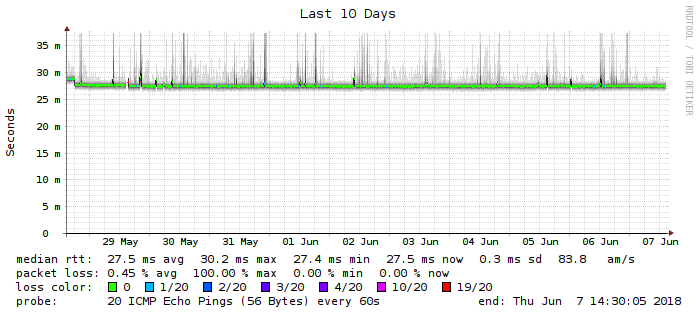 Last 10 Days
RRDTOOL / TOBI OETIKER
Seconds
35 m
30 m
25 m
20 m
15 m
10 m
5 m
0
29 May 30 May 31 May 01 Jun 02 Jun 03 Jun 04 Jun 05 Jun 06 Jun 07 Jun
median rtt: 27.5 ms avg 30.2 ms max 27.4 ms min 27.5 ms now 0.3 ms sd 83.8 am/s
packet loss: 0.45 % avg 100.00 % max 0.00 % min 0.00 % now
loss color: 0 1/20 2/20 3/20 4/20 10/20 19/20
probe: 20 ICMP Echo Pings (56 Bytes) every 60s end: Thu Jun 7 14:30:05 2018